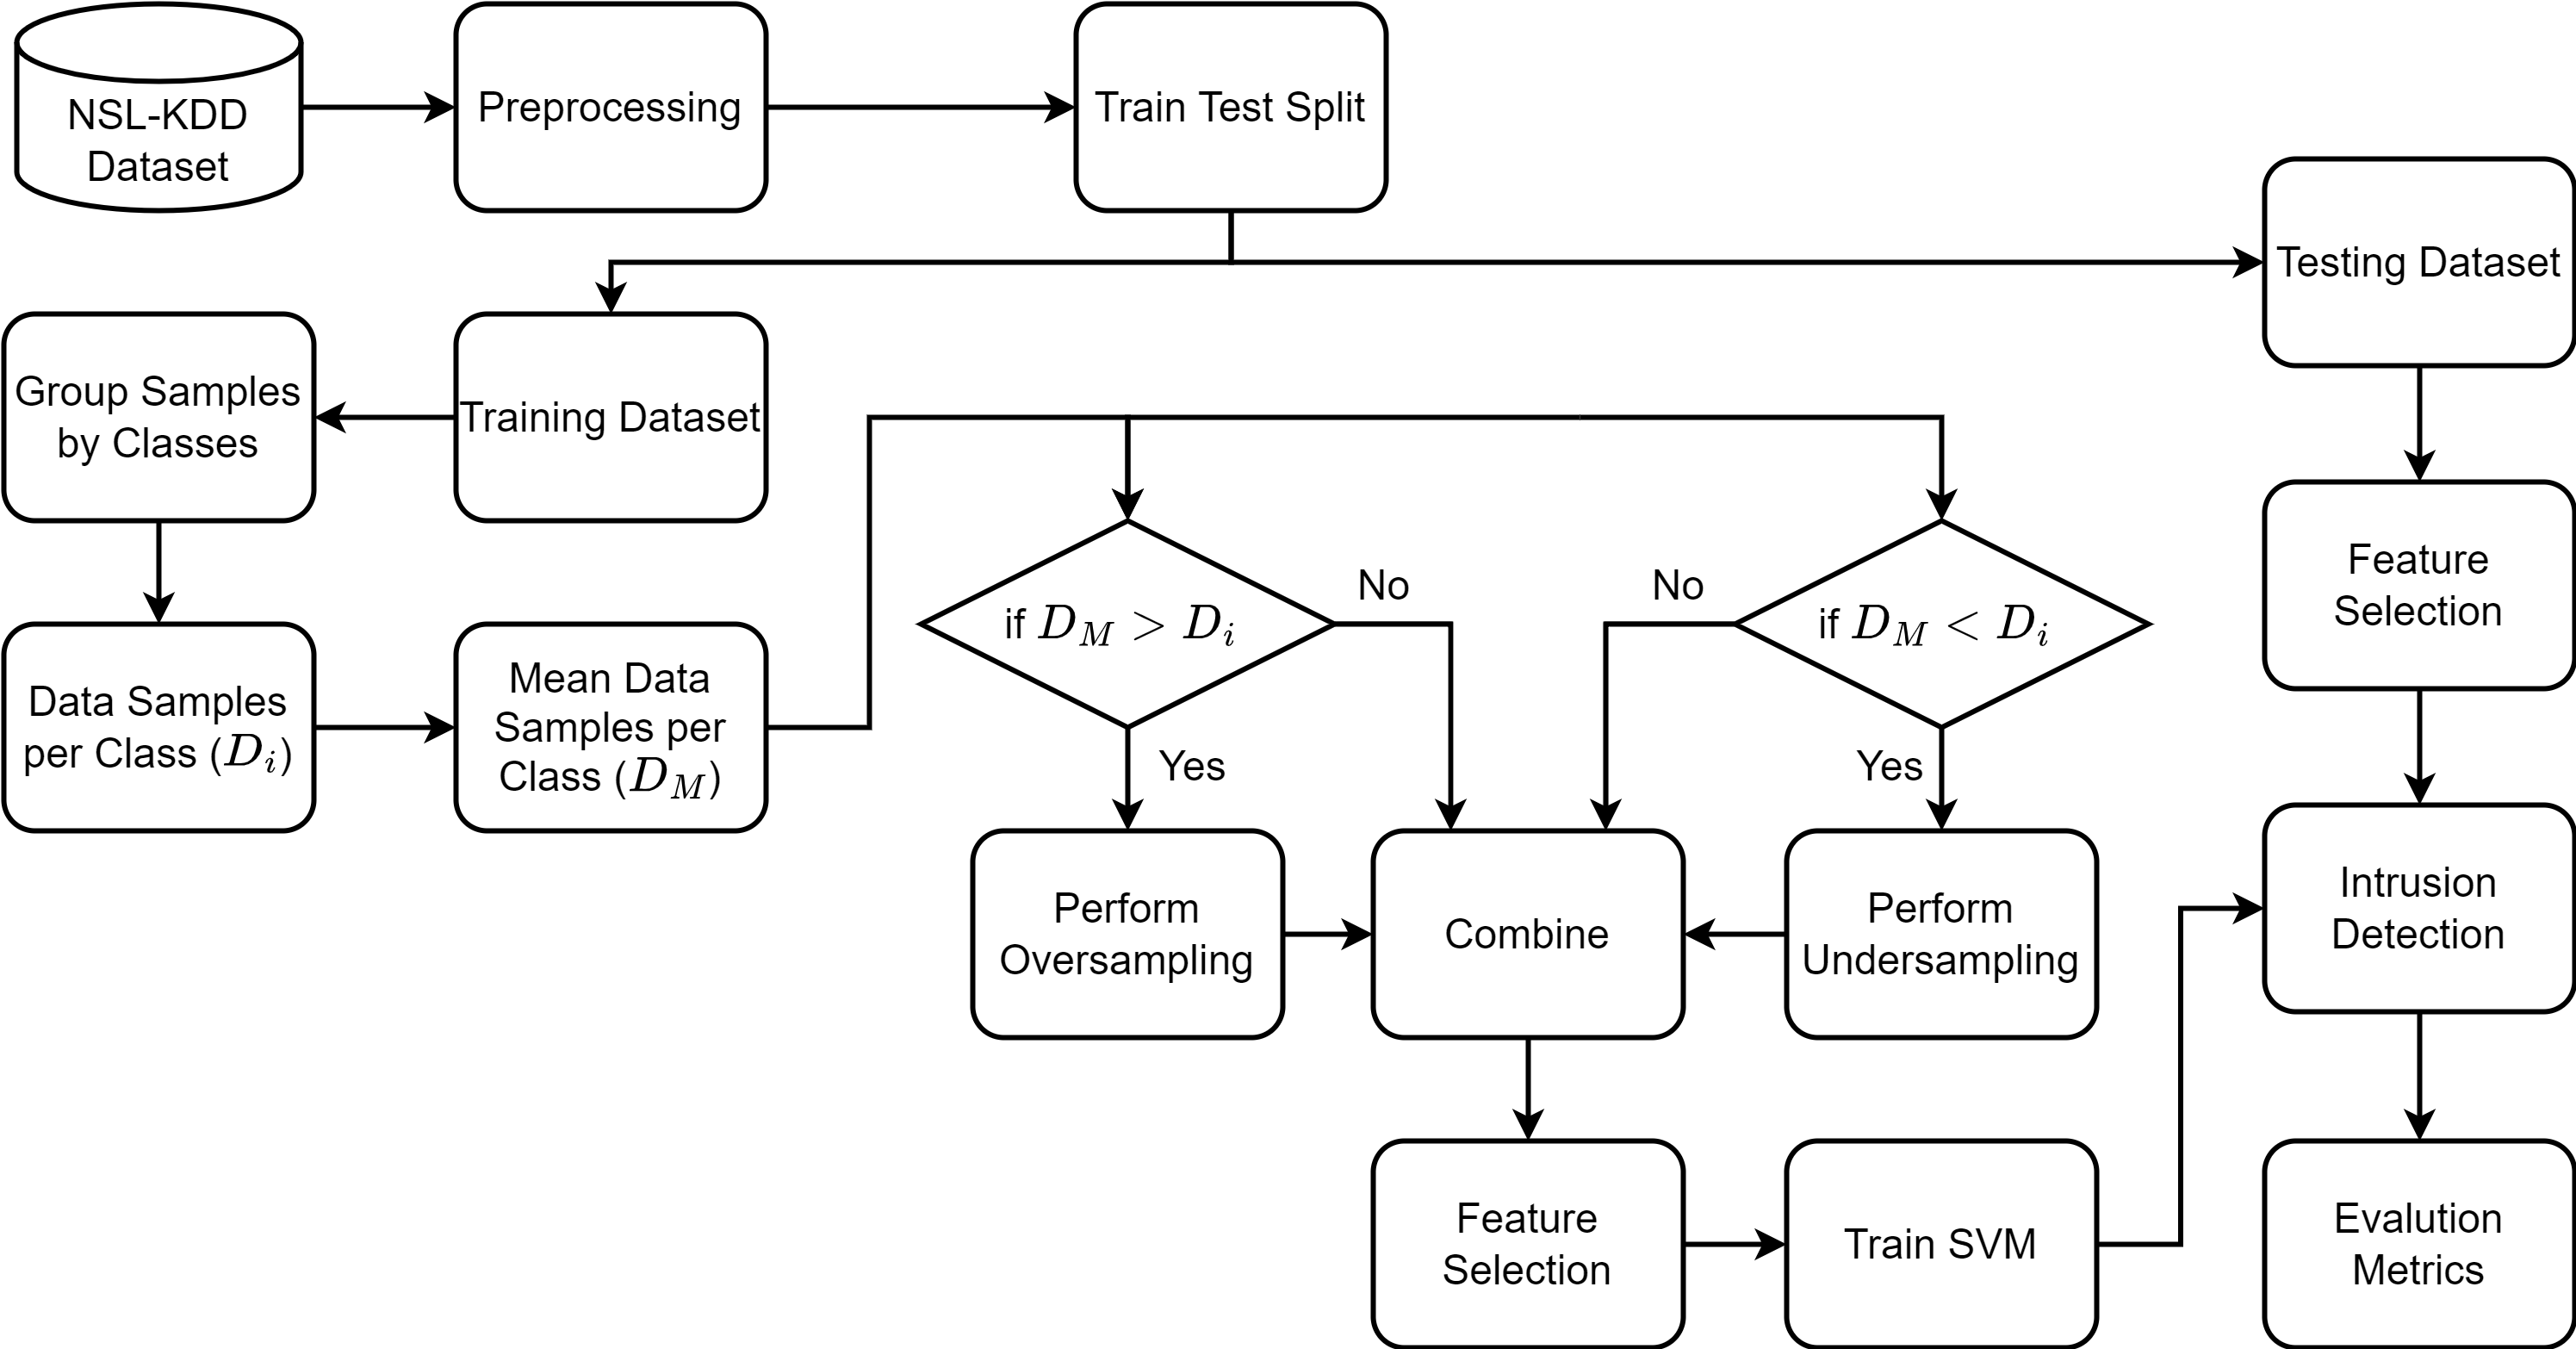 NSL-KDD
Dataset
Preprocessing
Train Test Split
Testing Dataset
Group Samples
by Classes
Training Dataset
Feature
Selection
No
No
if D_M > D_i
if D_M < D_i
Data Samples
per Class (D_i)
Mean Data
Samples per
Class (D_M)
Yes
Yes
Perform
Oversampling
Combine
Perform
Undersampling
Intrusion
Detection
Feature
Selection
Train SVM
Evalution
Metrics